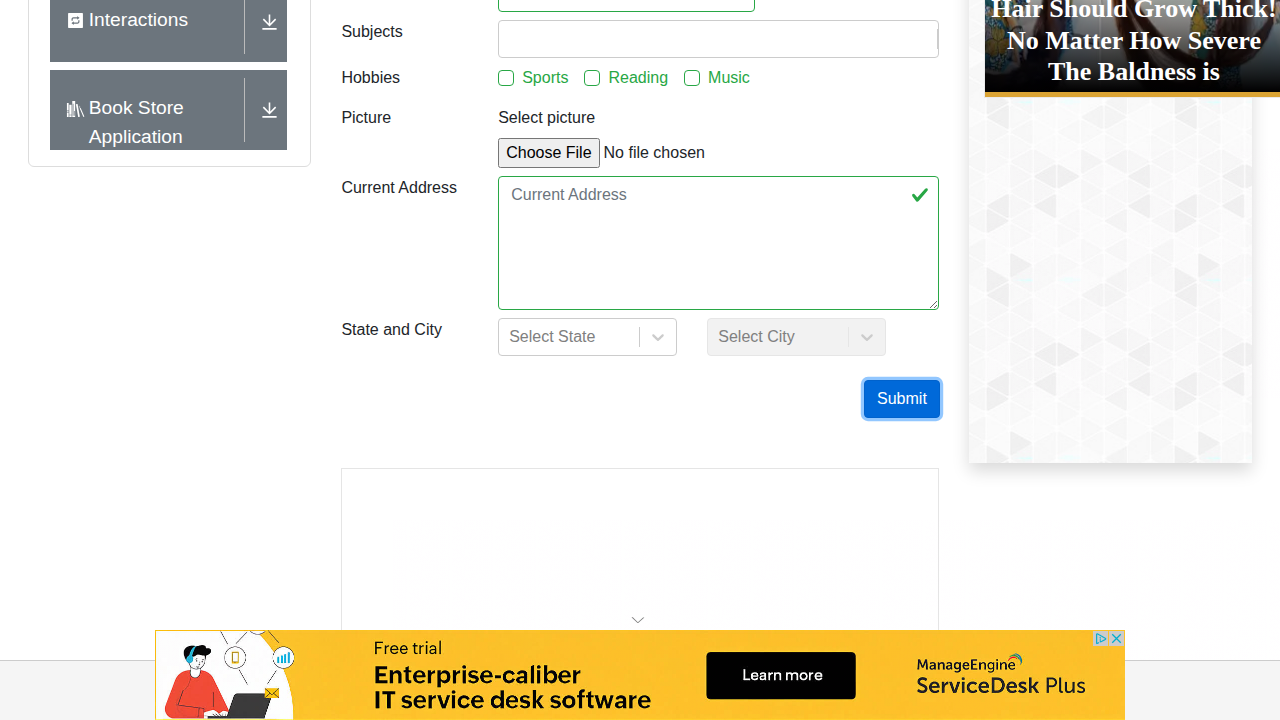 Interactions
Book Store
Application
Subjects
Hobbies
Sports
Reading
Music
Picture
Select picture
Choose File No file chosen
Current Address
Current Address
State and City
Select State
Select City
Submit
Hair Should Grow Thick!
No Matter How Severe
The Baldness is
Free trial
Enterprise-caliber
IT service desk software
Learn more
ManageEngine
ServiceDesk Plus